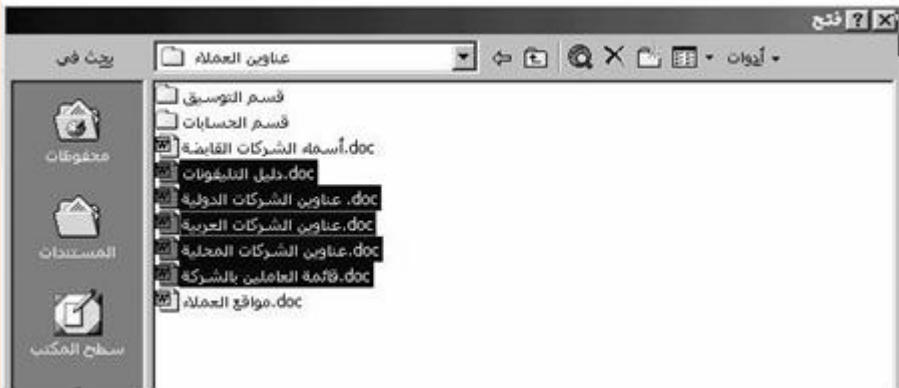 فتح
يبحث في
عناوين العملاء
أدوات
قسم التوسيق
قسم الحسابات
أسماء الشركات القابضة.doc
دليل التليفونات.doc
عناوين الشركات الدولية .doc
عناوين الشركات العربية.doc
عناوين الشركات المحلية.doc
قائمة العاملين بالشركة.doc
مواقع العملاء.doc
محفوظات
المستندات
سطح المكتب